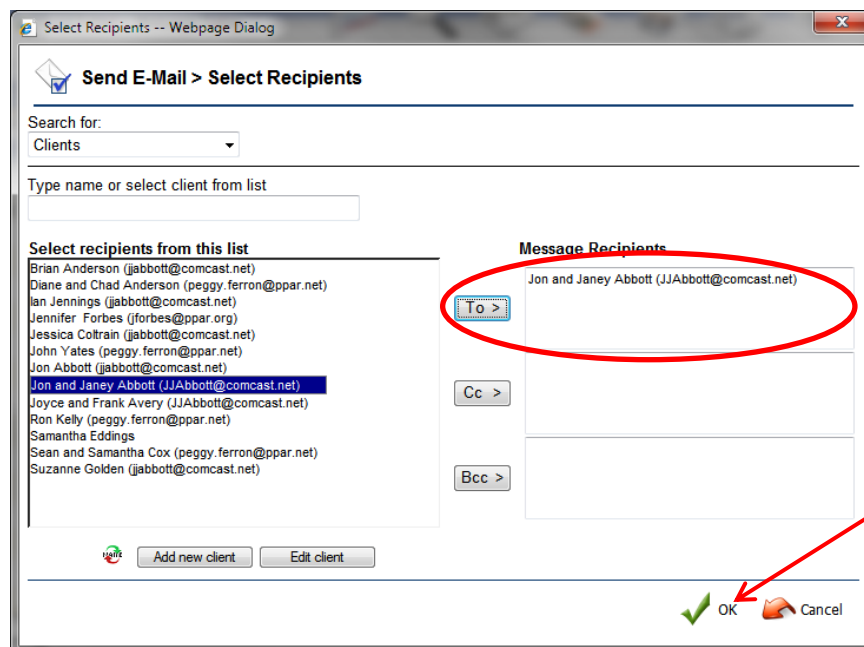 Select Recipients -- Webpage Dialog
x
Send E-Mail > Select Recipients
Search for:
Clients
Type name or select client from list
Select recipients from this list
Brian Anderson (jjabbott@comcast.net)
Diane and Chad Anderson (peggy.ferron@ppar.net)
Ian Jennings (jjabbott@comcast.net)
Jennifer  Forbes (jforbes@ppar.org)
Jessica Coltrain (jjabbott@comcast.net)
John Yates (peggy.ferron@ppar.net)
Jon Abbott (jjabbott@comcast.net)
Jon and Janey Abbott (JJAbbott@comcast.net)
Joyce and Frank Avery (JJAbbott@comcast.net)
Ron Kelly (peggy.ferron@ppar.net)
Samantha Eddings
Sean and Samantha Cox (peggy.ferron@ppar.net)
Suzanne Golden (jjabbott@comcast.net)
Message Recipients
To >
Jon and Janey Abbott (JJAbbott@comcast.net)
Cc >
Bcc >
NAME
Add new client
Edit client
OK
Cancel